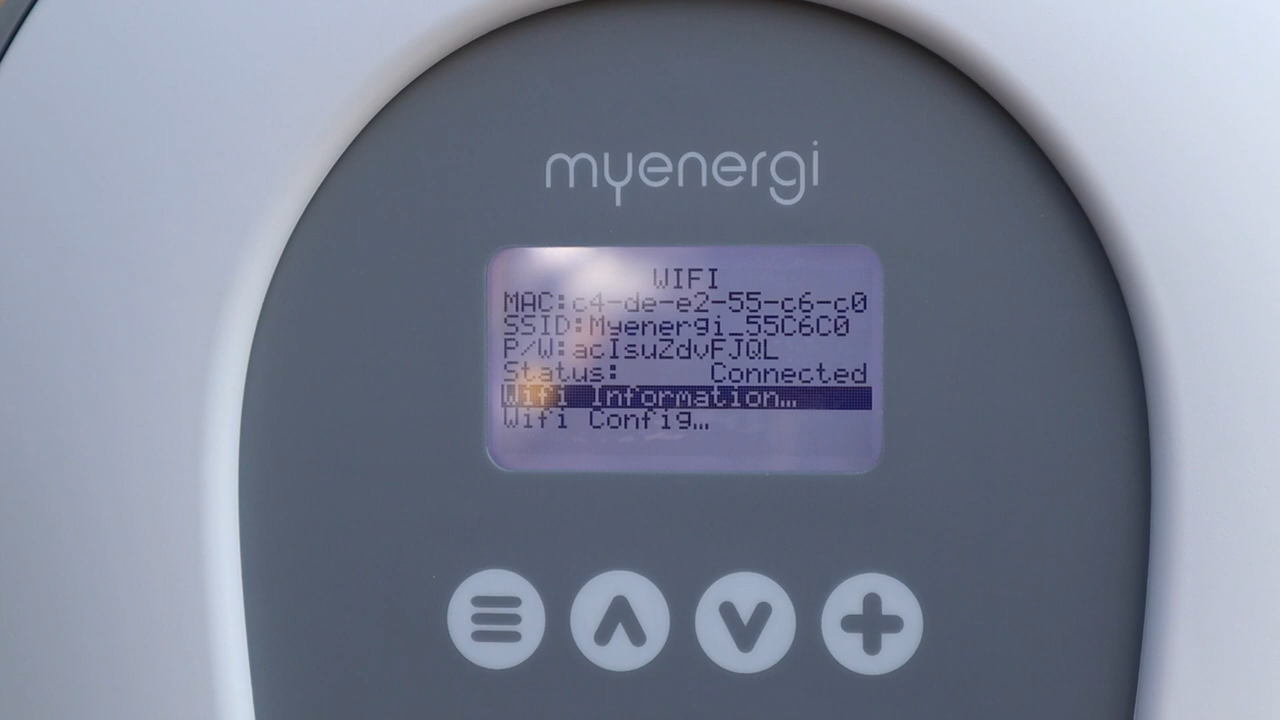 myenergi
WIFI
MAC:c4-de-e2-55-c6-c0
SSID:Myenergi_55C6C0
P/W:acIsuZdvFJQL
Status: Connected
Wifi Information…
Wifi Config…